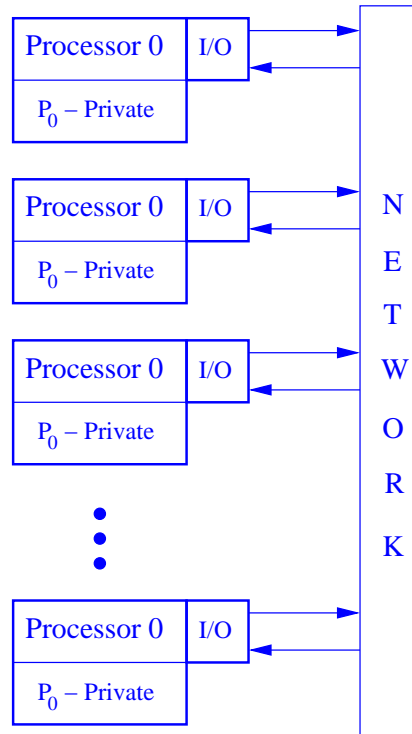 Processor 0 I/O
P0 – Private
Processor 0 I/O
P0 – Private
Processor 0 I/O
P0 – Private
Processor 0 I/O
P0 – Private
N
E
T
W
O
R
K